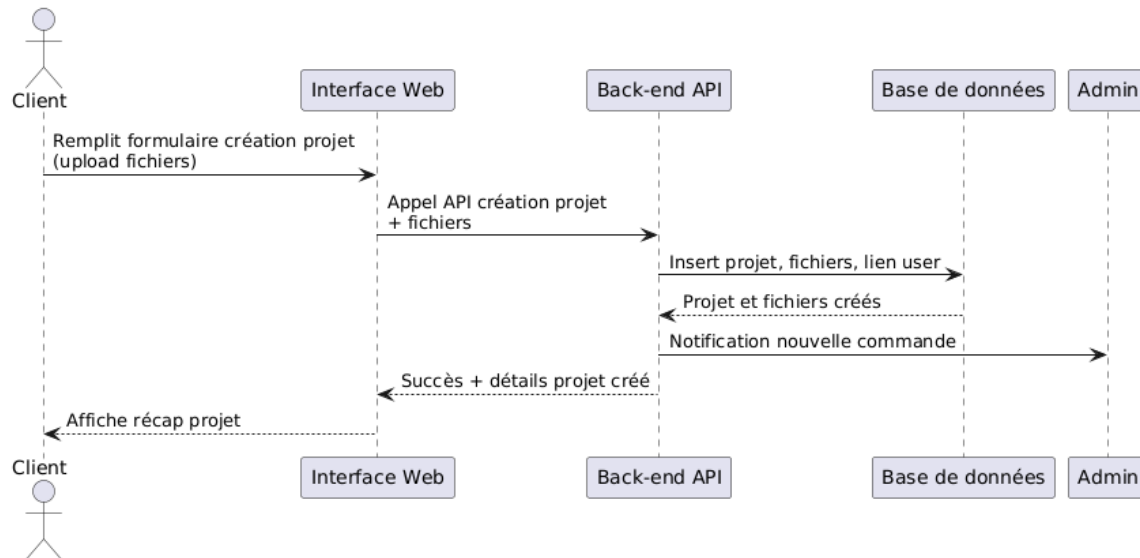 Client
Interface Web
Back-end API
Base de données
Admin
Remplit formulaire création projet
(upload fichiers)
Appel API création projet
+ fichiers
Insert projet, fichiers, lien user
Projet et fichiers créés
Notification nouvelle commande
Succès + détails projet créé
Affiche récap projet
Client
Interface Web
Back-end API
Base de données
Admin